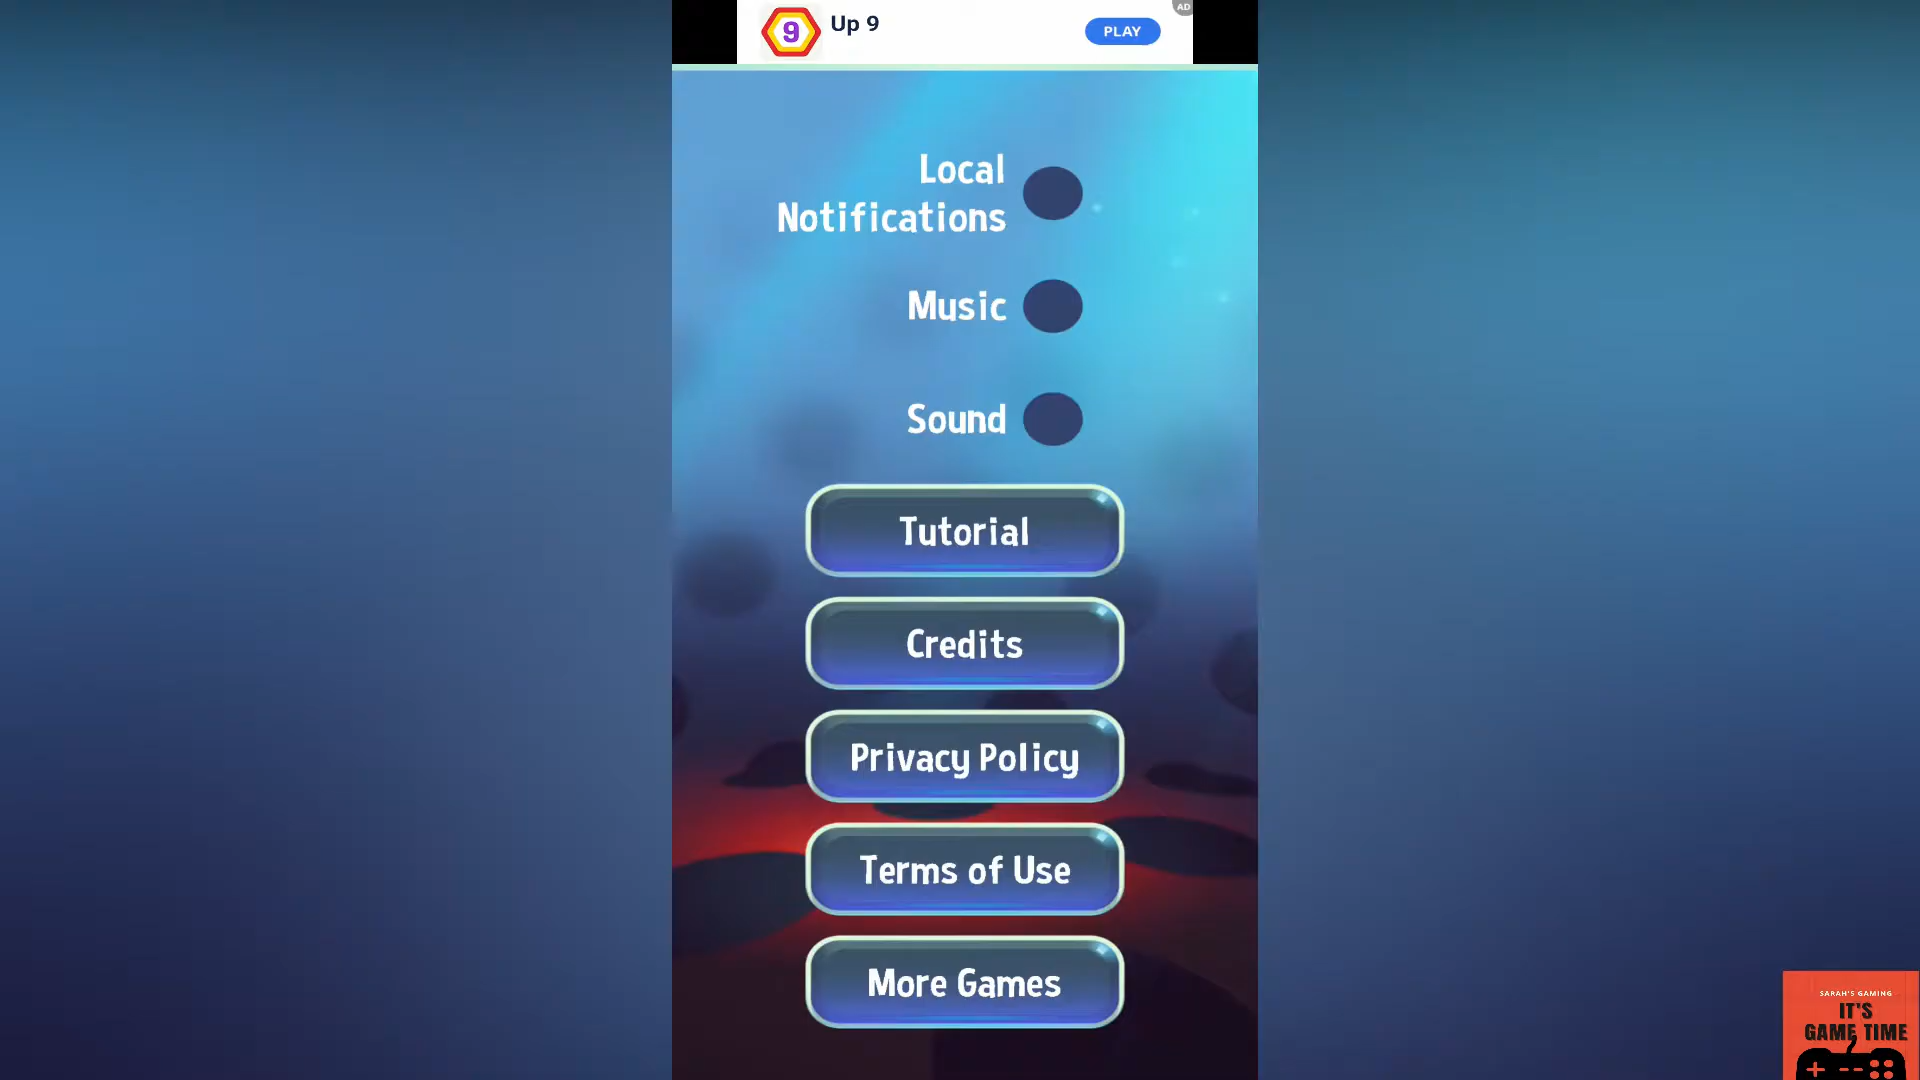 9
Up 9
AD
PLAY
Local
Notifications
Music
Sound
Tutorial
Credits
Privacy Policy
Terms of Use
More Games
SARAH'S GAMING
IT'S
GAME TIME